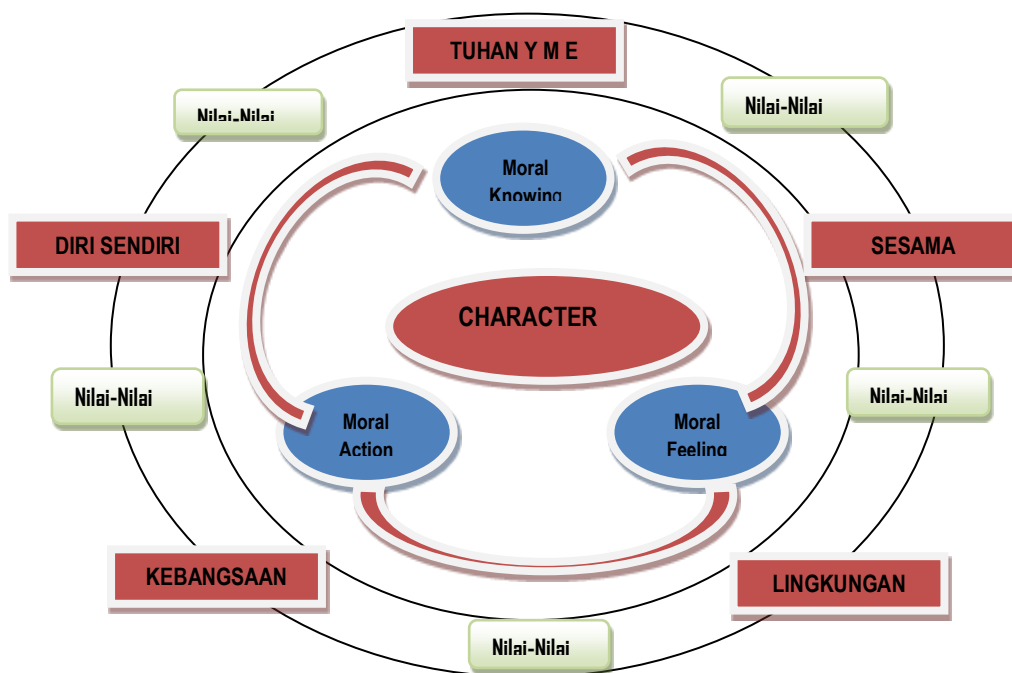 TUHAN Y M E
Nilai-Nilai
Nilai-Nilai
Moral
Knowing
DIRI SENDIRI
SESAMA
CHARACTER
Nilai-Nilai
Nilai-Nilai
Moral
Action
Moral
Feeling
KEBANGSAAN
LINGKUNGAN
Nilai-Nilai